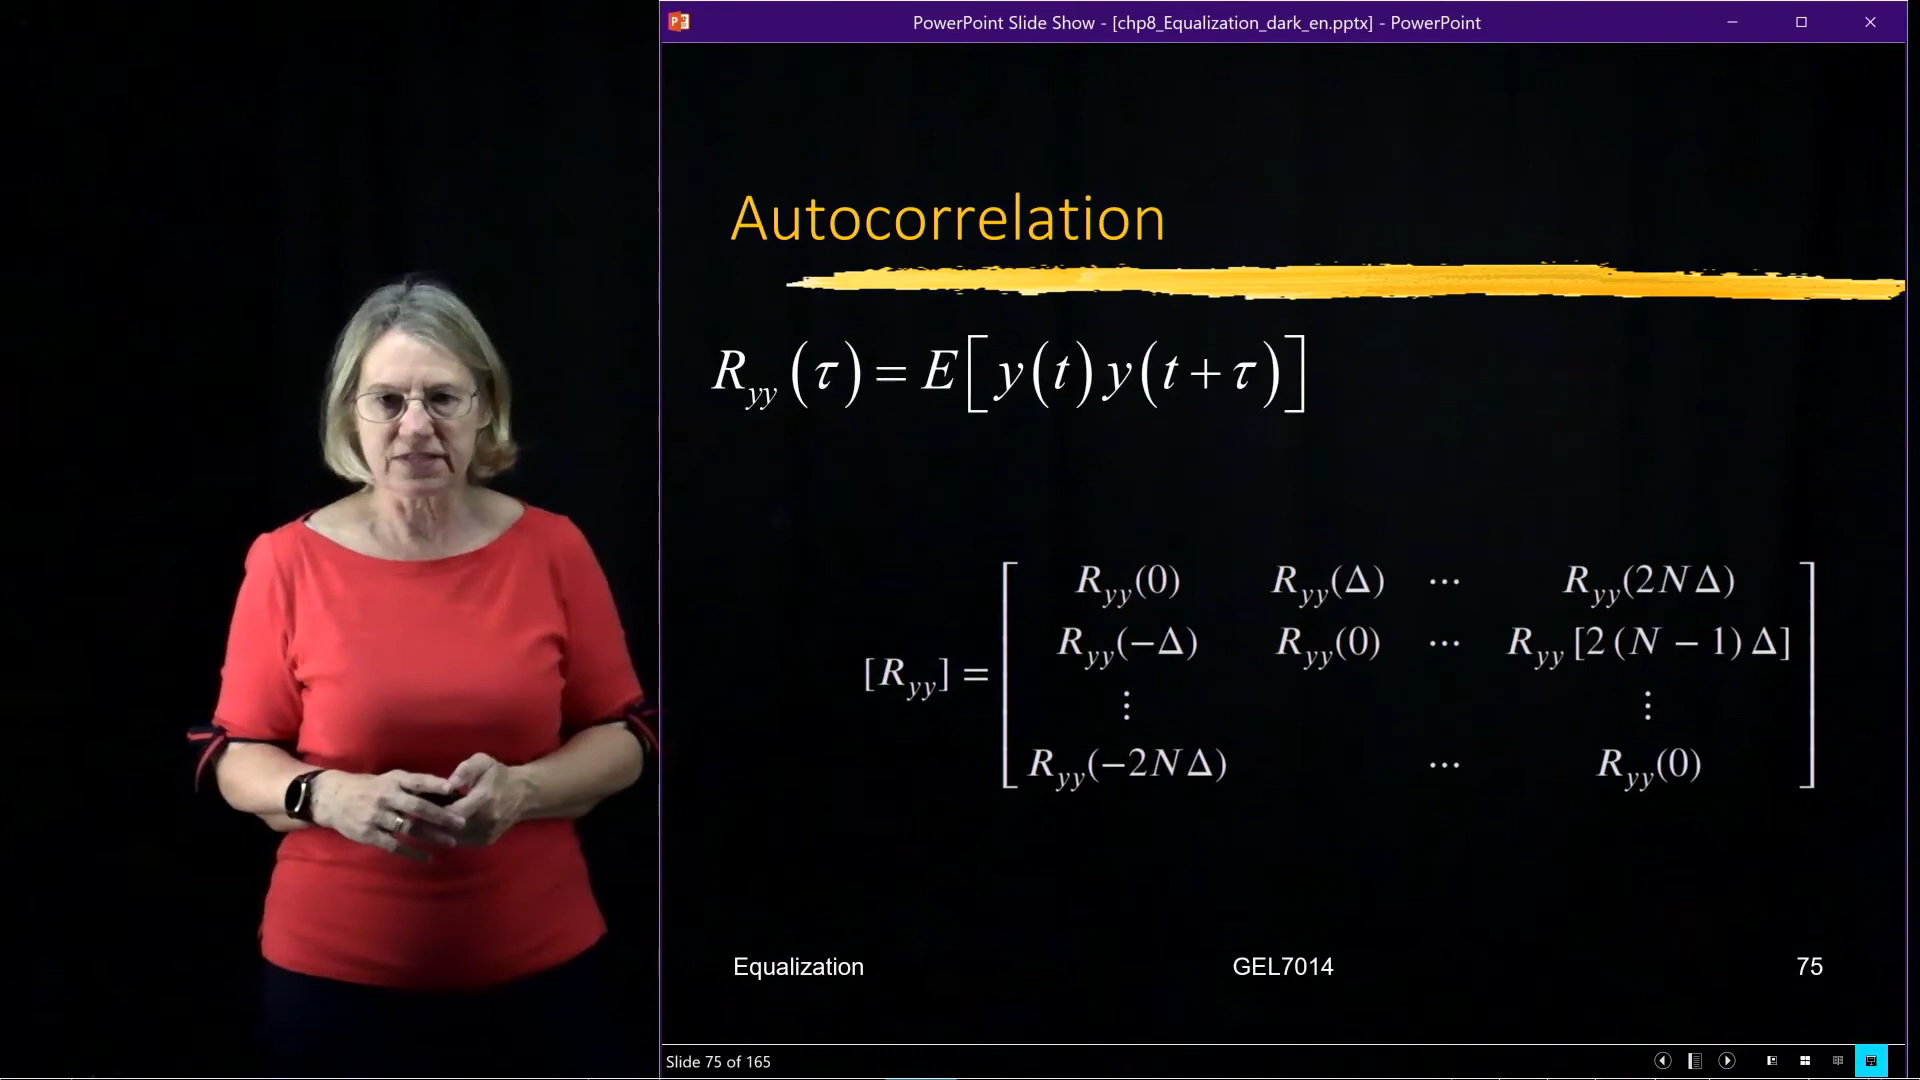 PowerPoint Slide Show - [chp8_Equalization_dark_en.pptx] - PowerPoint
Autocorrelation
R_yy(τ) = E[y(t)y(t+τ)]
[R_yy] =
R_yy(0) R_yy(Δ) ⋯ R_yy(2NΔ)
R_yy(−Δ) R_yy(0) ⋯ R_yy[2(N − 1)Δ]
⋮ ⋮
R_yy(−2NΔ) ⋯ R_yy(0)
Equalization GEL7014 75
Slide 75 of 165